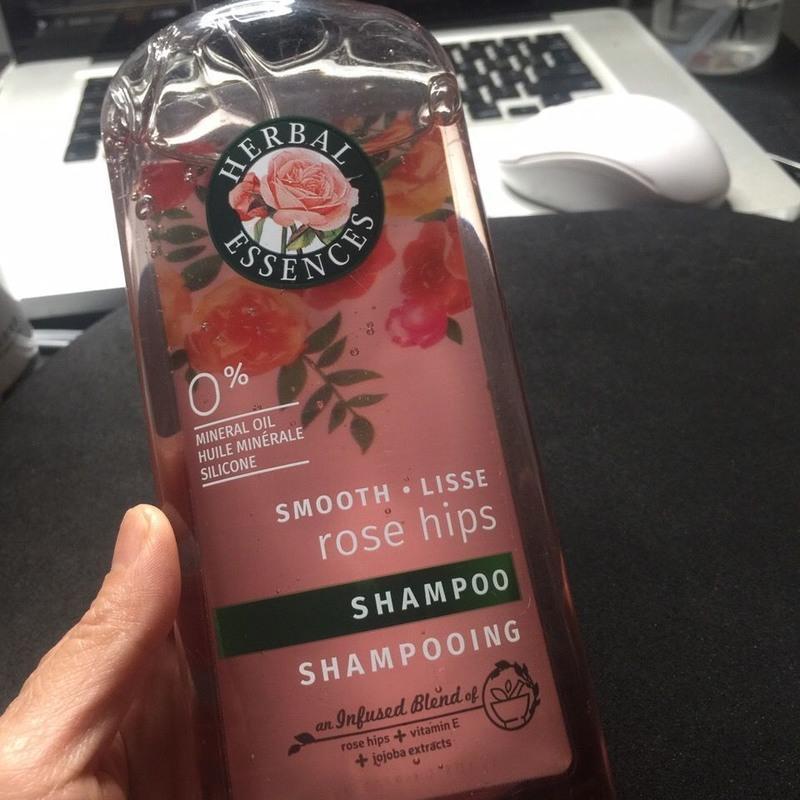 HERBAL
ESSENCES
0%
MINERAL OIL
HUILE MINÉRALE
SILICONE
SMOOTH • LISSE
rose hips
SHAMPOO
SHAMPOOING
an Infused Blend of
rose hips + vitamin E
+ jojoba extracts